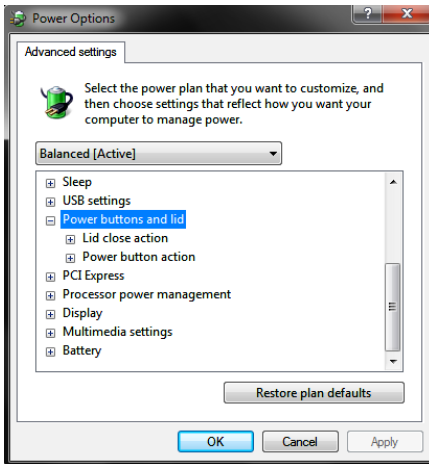 Power Options
Advanced settings
Select the power plan that you want to customize, and
then choose settings that reflect how you want your
computer to manage power.
Balanced [Active]
Sleep
USB settings
Power buttons and lid
Lid close action
Power button action
PCI Express
Processor power management
Display
Multimedia settings
Battery
Restore plan defaults
OK Cancel Apply